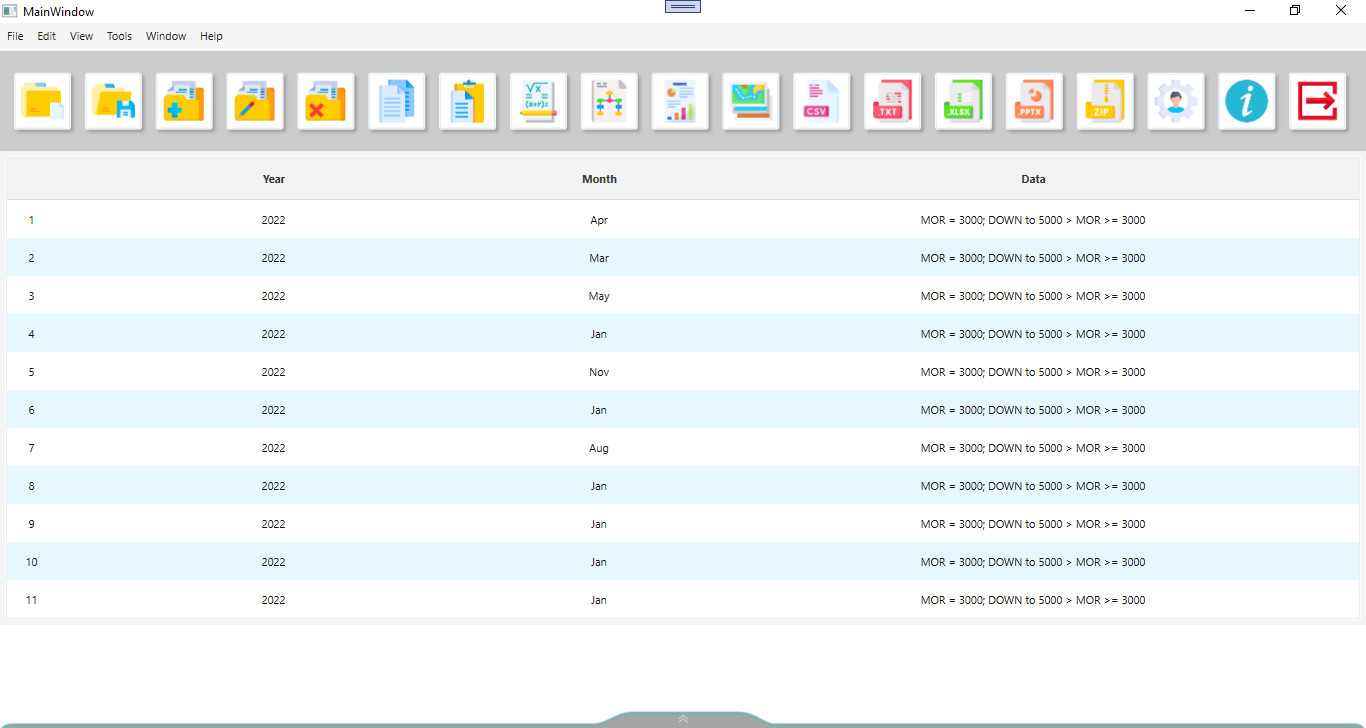 MainWindow
File Edit View Tools Window Help
√x (x+y)=
CSV .TXT .XLSX .PPTX .ZIP i
Year Month Data
1 2022 Apr MOR = 3000; DOWN to 5000 > MOR >= 3000
2 2022 Mar MOR = 3000; DOWN to 5000 > MOR >= 3000
3 2022 May MOR = 3000; DOWN to 5000 > MOR >= 3000
4 2022 Jan MOR = 3000; DOWN to 5000 > MOR >= 3000
5 2022 Nov MOR = 3000; DOWN to 5000 > MOR >= 3000
6 2022 Jan MOR = 3000; DOWN to 5000 > MOR >= 3000
7 2022 Aug MOR = 3000; DOWN to 5000 > MOR >= 3000
8 2022 Jan MOR = 3000; DOWN to 5000 > MOR >= 3000
9 2022 Jan MOR = 3000; DOWN to 5000 > MOR >= 3000
10 2022 Jan MOR = 3000; DOWN to 5000 > MOR >= 3000
11 2022 Jan MOR = 3000; DOWN to 5000 > MOR >= 3000